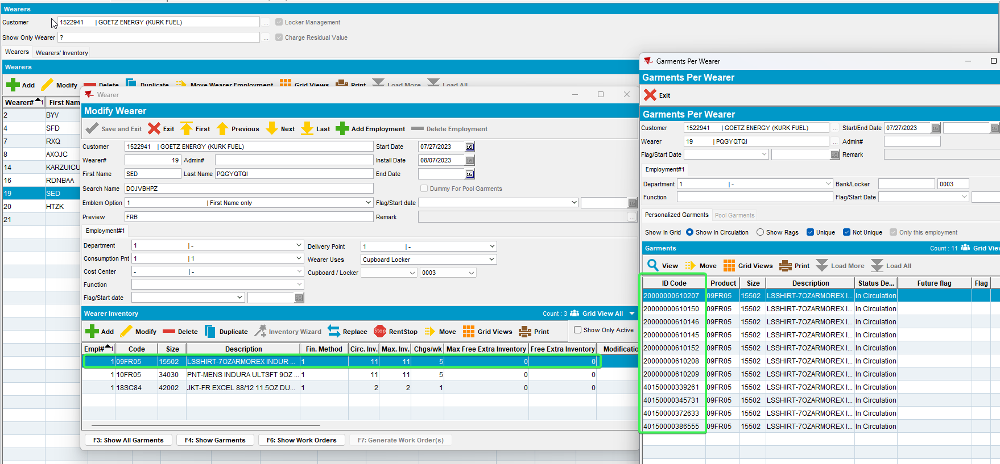 Wearers
Customer 1522941 | GOETZ ENERGY (KURK FUEL) ... Locker Management
Show Only Wearer ? ... Charge Residual Value
Wearers Wearers' Inventory
Wearers
Add Modify Delete Duplicate Move Wearer Employment Grid Views Print Load More Load All
Wearer# 1 First Nam
2 BYV
4 SFD
7 RXQ
8 AXOJC
14 KARZUICU
16 RDNBAA
19 SED
20 HTZK
21
Wearer
Modify Wearer
Save and Exit Exit First Previous Next Last Add Employment Delete Employment
Customer 1522941 | GOETZ ENERGY (KURK FUEL) Start Date 07/27/2023 16
Wearer# 19 Admin# Install Date 08/07/2023 16
First Name SED Last Name PQGYQTQI End Date 16
Search Name DOJVBHPZ Dummy For Pool Garments
Emblem Option 1 | First Name only Flag/Start date 16
Preview FRB Remark ...
Employment#1
Department 1 | - Delivery Point 1 | -
Consumption Pnt 1 | 1 Wearer Uses Cupboard Locker
Cost Center - | - Cupboard / Locker 0003
Function
Flag/Start date 16
Wearer Inventory Count : 3 Grid View All
Add Modify Delete Duplicate Inventory Wizard Replace Stop RentStop Move Grid Views Print Show Only Active
Empl# 1 Code Size Description Fin. Method Circ. Inv. Max. Inv. Chgs/wk Max Free Extra Inventory Free Extra Inventory Modificatio
1 09FR05 15502 LSSHIRT-7OZARMOREX INDUR ... 1 11 11 5 0 0
1 10FR05 34030 PNT-MENS INDURA ULTSFT 9OZ ... 1 11 11 5 0 0
1 18SC84 42002 JKT-FR EXCEL 88/12 11.5OZ DU... 1 2 2 1 0 0
F3: Show All Garments F4: Show Garments F6: Show Work Orders F7: Generate Work Order(s)
Garments Per Wearer
Garments Per Wearer
Exit
Garments Per Wearer
Customer 1522941 | GOETZ ENERGY (KURK FUEL) ... Start/End Date 07/27/2023 16 16
Wearer 19 | PQGYQTQI ... Admin#
Flag/Start Date 16 Remark
Employment#1
Department 1 | - Bank/Locker 0003
Function Flag/Start Date
Personalized Garments Pool Garments
Show In Grid Show In Circulation Show Rags Unique Not Unique Only this employment
Garments Count : 11 Grid View
View Move Grid Views Print Load More Load All
ID Code Product Size Description Status De... Future flag Flag
20000000610207 09FR05 15502 LSSHIRT-7OZARMOREX I... In Circulation
20000000610150 09FR05 15502 LSSHIRT-7OZARMOREX I... In Circulation
20000000610146 09FR05 15502 LSSHIRT-7OZARMOREX I... In Circulation
20000000610145 09FR05 15502 LSSHIRT-7OZARMOREX I... In Circulation
20000000610152 09FR05 15502 LSSHIRT-7OZARMOREX I... In Circulation
20000000610208 09FR05 15502 LSSHIRT-7OZARMOREX I... In Circulation
20000000610209 09FR05 15502 LSSHIRT-7OZARMOREX I... In Circulation
40150000339261 09FR05 15502 LSSHIRT-7OZARMOREX I... In Circulation
40150000345731 09FR05 15502 LSSHIRT-7OZARMOREX I... In Circulation
40150000372633 09FR05 15502 LSSHIRT-7OZARMOREX I... In Circulation
40150000386555 09FR05 15502 LSSHIRT-7OZARMOREX I... In Circulation